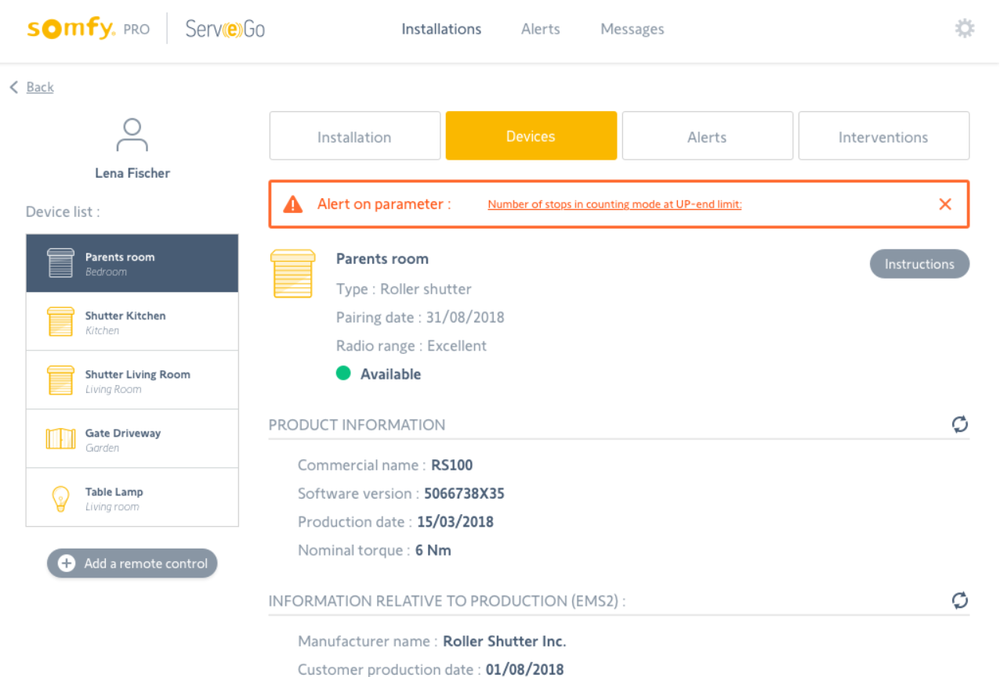 somfy. PRO
Serv(e)Go
Installations
Alerts
Messages
Back
Lena Fischer
Device list :
Parents room
Bedroom
Shutter Kitchen
Kitchen
Shutter Living Room
Living Room
Gate Driveway
Garden
Table Lamp
Living room
Add a remote control
Installation
Devices
Alerts
Interventions
Alert on parameter :
Number of stops in counting mode at UP-end limit:
Parents room
Instructions
Type : Roller shutter
Pairing date : 31/08/2018
Radio range : Excellent
Available
PRODUCT INFORMATION
Commercial name : RS100
Software version : 5066738X35
Production date : 15/03/2018
Nominal torque : 6 Nm
INFORMATION RELATIVE TO PRODUCTION (EMS2) :
Manufacturer name : Roller Shutter Inc.
Customer production date : 01/08/2018